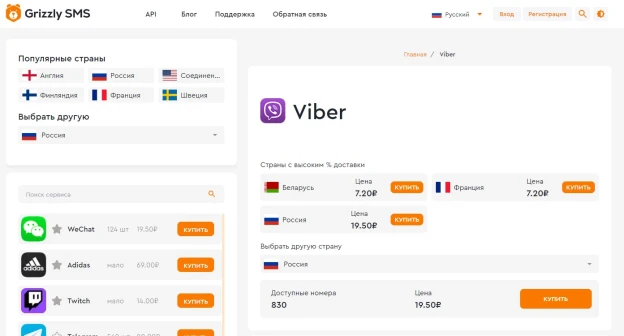 Grizzly SMS
API Блог Поддержка Обратная связь
Русский Вход Регистрация
Популярные страны
Англия Россия Соединен...
Финляндия Франция Швеция
Выбрать другую
Россия
Поиск сервиса
WeChat 124 шт 19.50₽ КУПИТЬ
Adidas мало 69.00₽ КУПИТЬ
Twitch мало 14.00₽ КУПИТЬ
Главная / Viber
Viber
Страны с высоким % доставки
Беларусь Цена 7.20₽ КУПИТЬ
Франция Цена 7.20₽ КУПИТЬ
Россия Цена 19.50₽ КУПИТЬ
Выбрать другую страну
Россия
Доступные номера Цена
830 19.50₽ КУПИТЬ